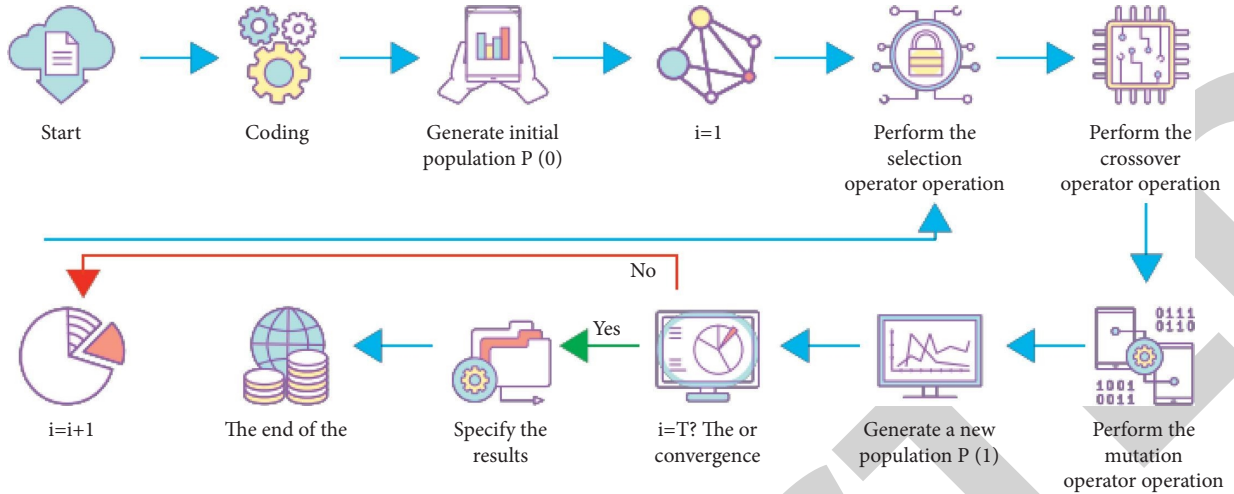 Start
Coding
Generate initial
population P (0)
i=1
Perform the
selection
operator operation
Perform the
crossover
operator operation
No
Yes
0111
0110
1001
0011
i=i+1
The end of the
Specify the
results
i=T? The or
convergence
Generate a new
population P (1)
Perform the
mutation
operator operation